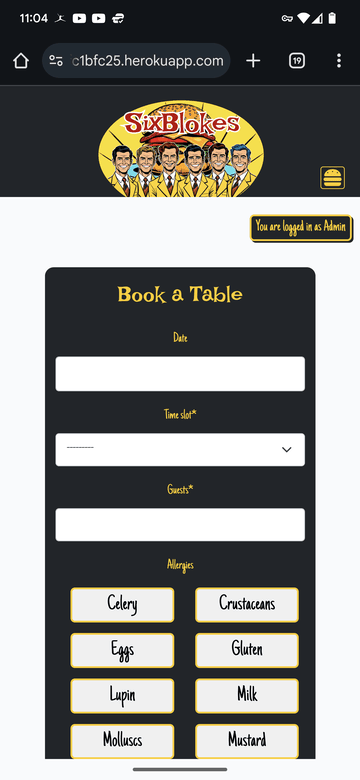 11:04
c1bfc25.herokuapp.com
19
SixBlokes
You are logged in as Admin
Book a Table
Date
Time slot*
---------
Guests*
Allergies
Celery
Crustaceans
Eggs
Gluten
Lupin
Milk
Molluscs
Mustard